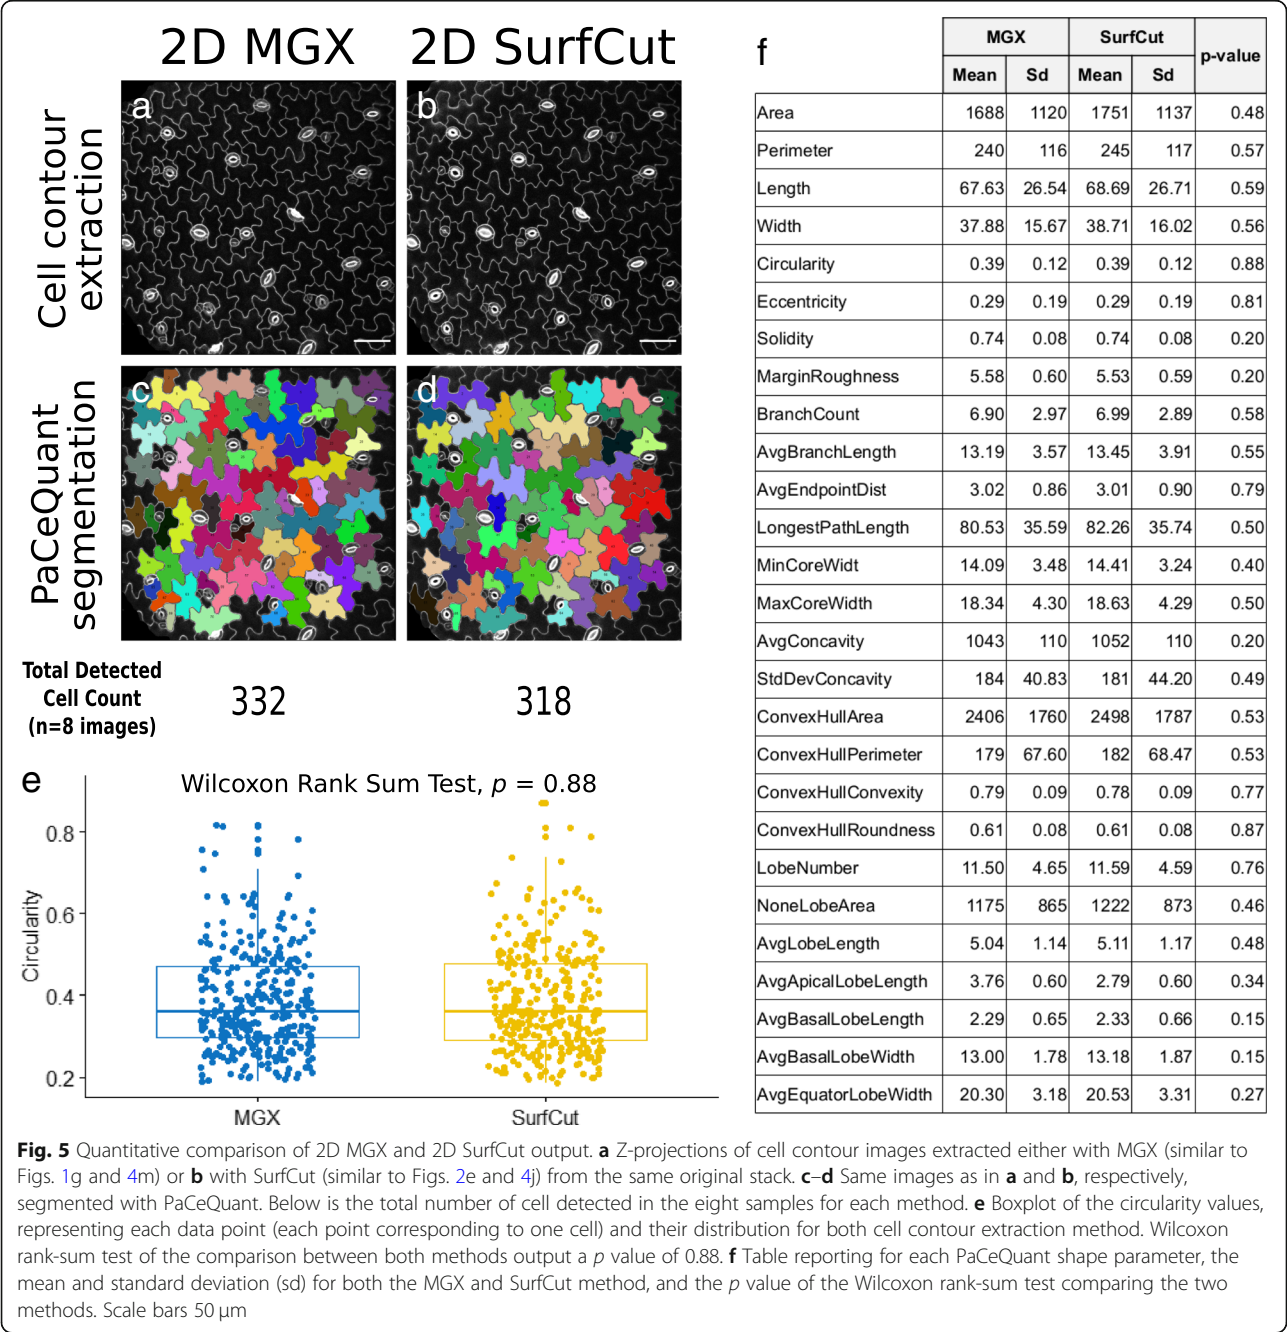 2D MGX 2D SurfCut
Cell contour
extraction
a
b
PaCeQuant
segmentation
c
d
Total Detected
Cell Count
(n=8 images)
332
318
e
Wilcoxon Rank Sum Test, p = 0.88
Circularity
0.8
0.6
0.4
0.2
MGX
SurfCut
f
MGX SurfCut p-value
Mean Sd Mean Sd
Area 1688 1120 1751 1137 0.48
Perimeter 240 116 245 117 0.57
Length 67.63 26.54 68.69 26.71 0.59
Width 37.88 15.67 38.71 16.02 0.56
Circularity 0.39 0.12 0.39 0.12 0.88
Eccentricity 0.29 0.19 0.29 0.19 0.81
Solidity 0.74 0.08 0.74 0.08 0.20
MarginRoughness 5.58 0.60 5.53 0.59 0.20
BranchCount 6.90 2.97 6.99 2.89 0.58
AvgBranchLength 13.19 3.57 13.45 3.91 0.55
AvgEndpointDist 3.02 0.86 3.01 0.90 0.79
LongestPathLength 80.53 35.59 82.26 35.74 0.50
MinCoreWidt 14.09 3.48 14.41 3.24 0.40
MaxCoreWidth 18.34 4.30 18.63 4.29 0.50
AvgConcavity 1043 110 1052 110 0.20
StdDevConcavity 184 40.83 181 44.20 0.49
ConvexHullArea 2406 1760 2498 1787 0.53
ConvexHullPerimeter 179 67.60 182 68.47 0.53
ConvexHullConvexity 0.79 0.09 0.78 0.09 0.77
ConvexHullRoundness 0.61 0.08 0.61 0.08 0.87
LobeNumber 11.50 4.65 11.59 4.59 0.76
NoneLobeArea 1175 865 1222 873 0.46
AvgLobeLength 5.04 1.14 5.11 1.17 0.48
AvgApicalLobeLength 3.76 0.60 2.79 0.60 0.34
AvgBasalLobeLength 2.29 0.65 2.33 0.66 0.15
AvgBasalLobeWidth 13.00 1.78 13.18 1.87 0.15
AvgEquatorLobeWidth 20.30 3.18 20.53 3.31 0.27
Fig. 5 Quantitative comparison of 2D MGX and 2D SurfCut output. a Z-projections of cell contour images extracted either with MGX (similar to
Figs. 1g and 4m) or b with SurfCut (similar to Figs. 2e and 4j) from the same original stack. c–d Same images as in a and b, respectively,
segmented with PaCeQuant. Below is the total number of cell detected in the eight samples for each method. e Boxplot of the circularity values,
representing each data point (each point corresponding to one cell) and their distribution for both cell contour extraction method. Wilcoxon
rank-sum test of the comparison between both methods output a p value of 0.88. f Table reporting for each PaCeQuant shape parameter, the
mean and standard deviation (sd) for both the MGX and SurfCut method, and the p value of the Wilcoxon rank-sum test comparing the two
methods. Scale bars 50 μm